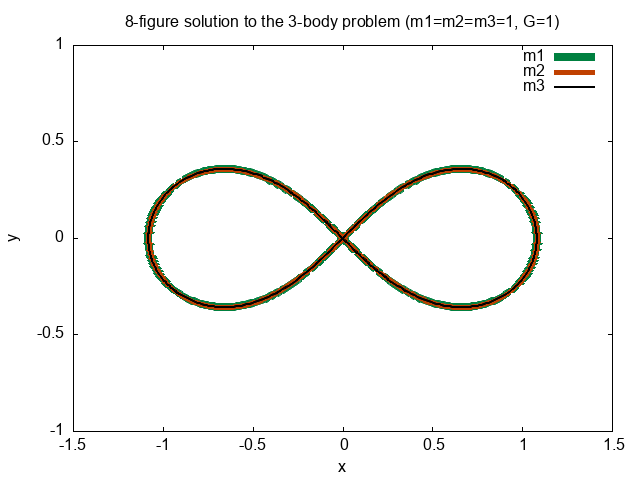 8-figure solution to the 3-body problem (m1=m2=m3=1, G=1)
1
m1
m2
m3
0.5
y
0
-0.5
-1
-1.5
-1
-0.5
0
0.5
1
1.5
x